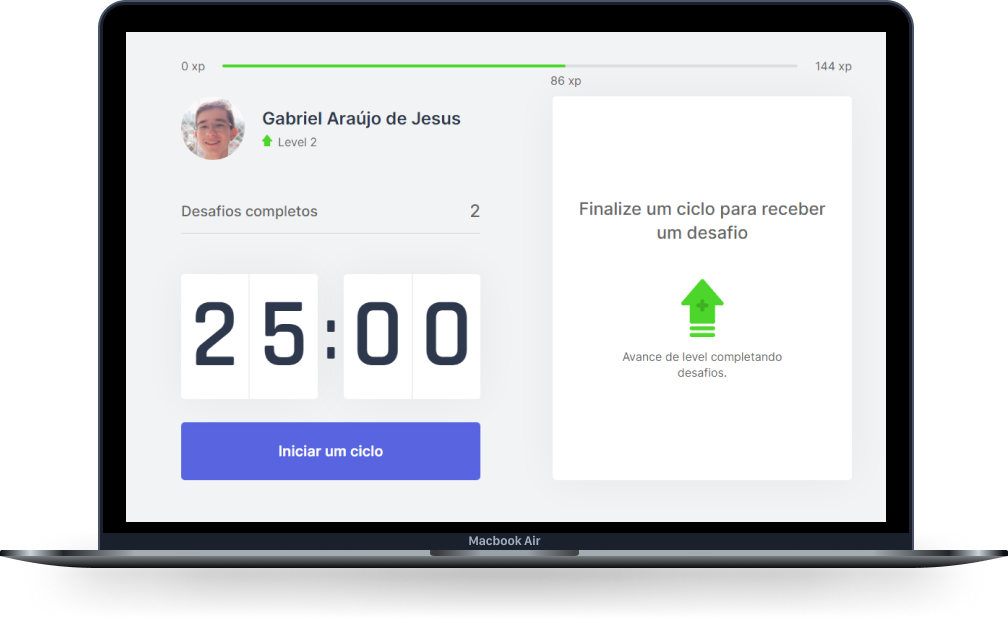 0 xp
144 xp
86 xp
Gabriel Araújo de Jesus
Level 2
Desafios completos 2
25:00
Iniciar um ciclo
Finalize um ciclo para receber
um desafio
Avance de level completando
desafios.
Macbook Air